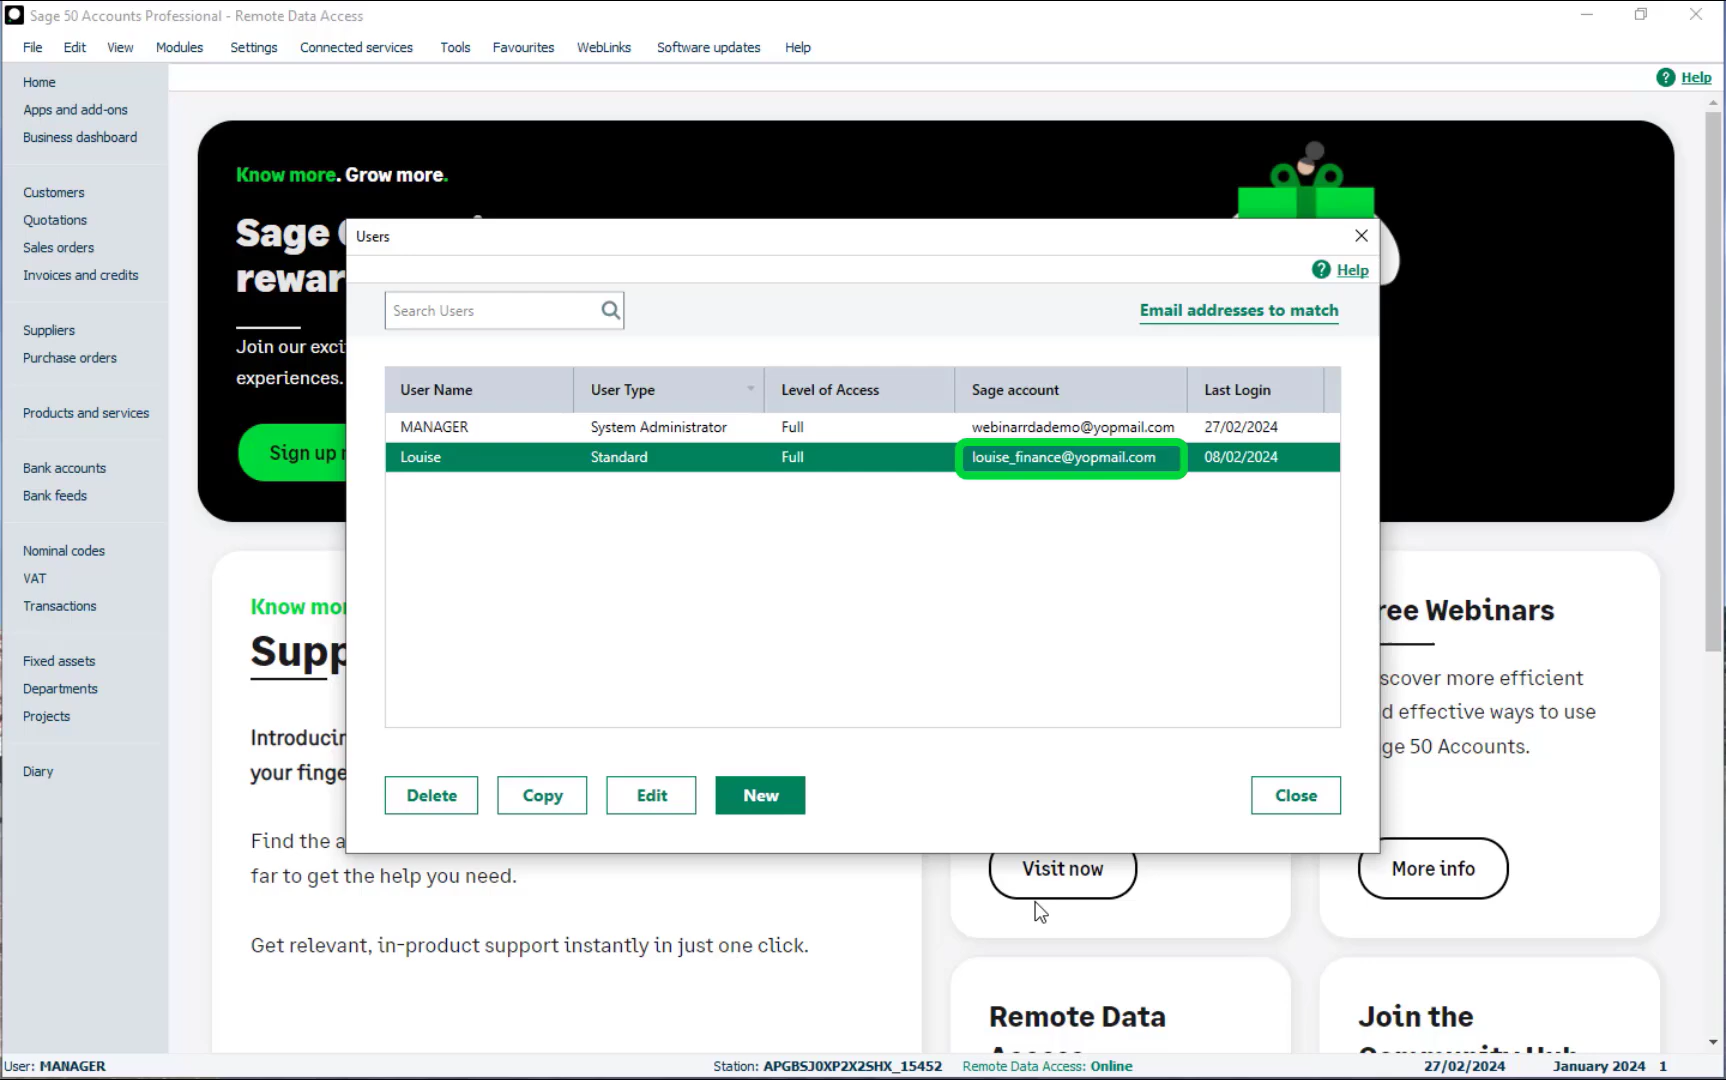 Sage 50 Accounts Professional - Remote Data Access
File Edit View Modules Settings Connected services Tools Favourites WebLinks Software updates Help
Help
Home
Apps and add-ons
Business dashboard
Customers
Quotations
Sales orders
Invoices and credits
Suppliers
Purchase orders
Products and services
Bank accounts
Bank feeds
Nominal codes
VAT
Transactions
Fixed assets
Departments
Projects
Diary
Know more. Grow more.
Sage
rewar
Join our exci
experiences.
Sign up
Users
Help
Search Users
Email addresses to match
User Name User Type Level of Access Sage account Last Login
MANAGER System Administrator Full webinarrdademo@yopmail.com 27/02/2024
Louise Standard Full louise_finance@yopmail.com 08/02/2024
Delete Copy Edit New Close
Know mor
Supp
Introducin
your finge
Find the a
far to get the help you need.
Get relevant, in-product support instantly in just one click.
Visit now
ree Webinars
scover more efficient
d effective ways to use
ge 50 Accounts.
More info
Remote Data
Access
Join the
Community Hub
User: MANAGER Station: APGBSJ0XP2X2SHX_15452 Remote Data Access: Online 27/02/2024 January 2024 1